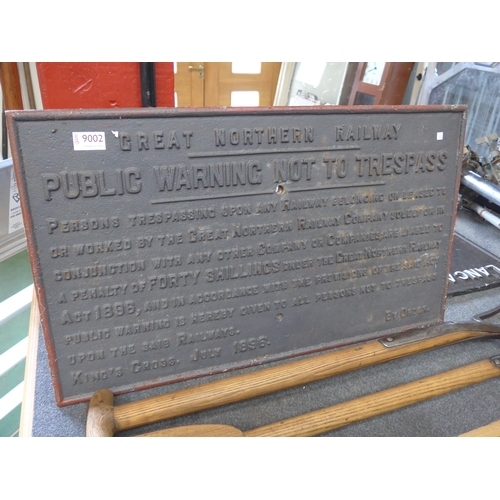 9002
GREAT NORTHERN RAILWAY
PUBLIC WARNING NOT TO TRESPASS
PERSONS TRESPASSING UPON ANY RAILWAYS BELONGING OR LEASED TO
OR WORKED BY THE GREAT NORTHERN RAILWAY COMPANY SOLELY OR IN
CONJUNCTION WITH ANY OTHER COMPANY OR COMPANIES ARE LIABLE TO
A PENALTY OF FORTY SHILLINGS UNDER THE GREAT NORTHERN RAILWAY
ACT 1896, AND IN ACCORDANCE WITH THE PROVISIONS OF THE SAID ACT
PUBLIC WARNING IS HEREBY GIVEN TO ALL PERSONS NOT TO TRESPASS
UPON THE SAID RAILWAYS.
KING'S CROSS. JULY 1896. BY ORDER.
LANCA